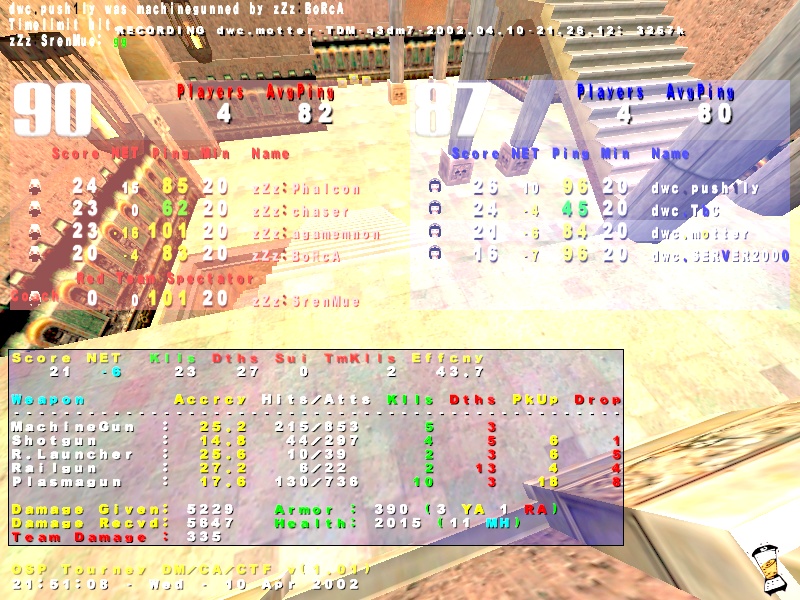 dwc.push1ly was machinegunned by zZz:BoRcA
Timelimit hit.
RECORDING dwc.motter-TDM-q3dm7-2002.04.10-21.26.12: 3267k
zZz:SrenMue: gg
90 Players AvgPing
4 82
Score NET Ping Min Name
24 15 85 20 zZz:Phalcon
23 0 62 20 zZz:chaser
23 -16 101 20 zZz:agamemnon
20 -4 83 20 zZz:BoRcA
Red Team Spectator
Coach 0 0 101 20 zZz:SrenMue
87 Players AvgPing
4 80
Score NET Ping Min Name
26 10 96 20 dwc.push1ly
24 -4 45 20 dwc.ToC
21 -6 84 20 dwc.motter
16 -7 96 20 dwc.SERVER2000
Score NET Klls Dths Sui TmKlls Effcny
21 -6 23 27 0 2 43.7
Weapon Accrcy Hits/Atts Klls Dths PkUp Drop
MachineGun : 25.2 215/853 5 3
Shotgun : 14.8 44/297 4 5 6 1
R.Launcher : 25.6 10/39 2 3 6 5
Railgun : 27.2 6/22 2 13 4 4
Plasmagun : 17.6 130/736 10 3 18 8
Damage Given: 5229 Armor : 390 (3 YA 1 RA)
Damage Recvd: 5647 Health: 2015 (11 MH)
Team Damage : 335
OSP Tourney DM/CA/CTF v(1.01)
21:51:08 - Wed - 10 Apr 2002